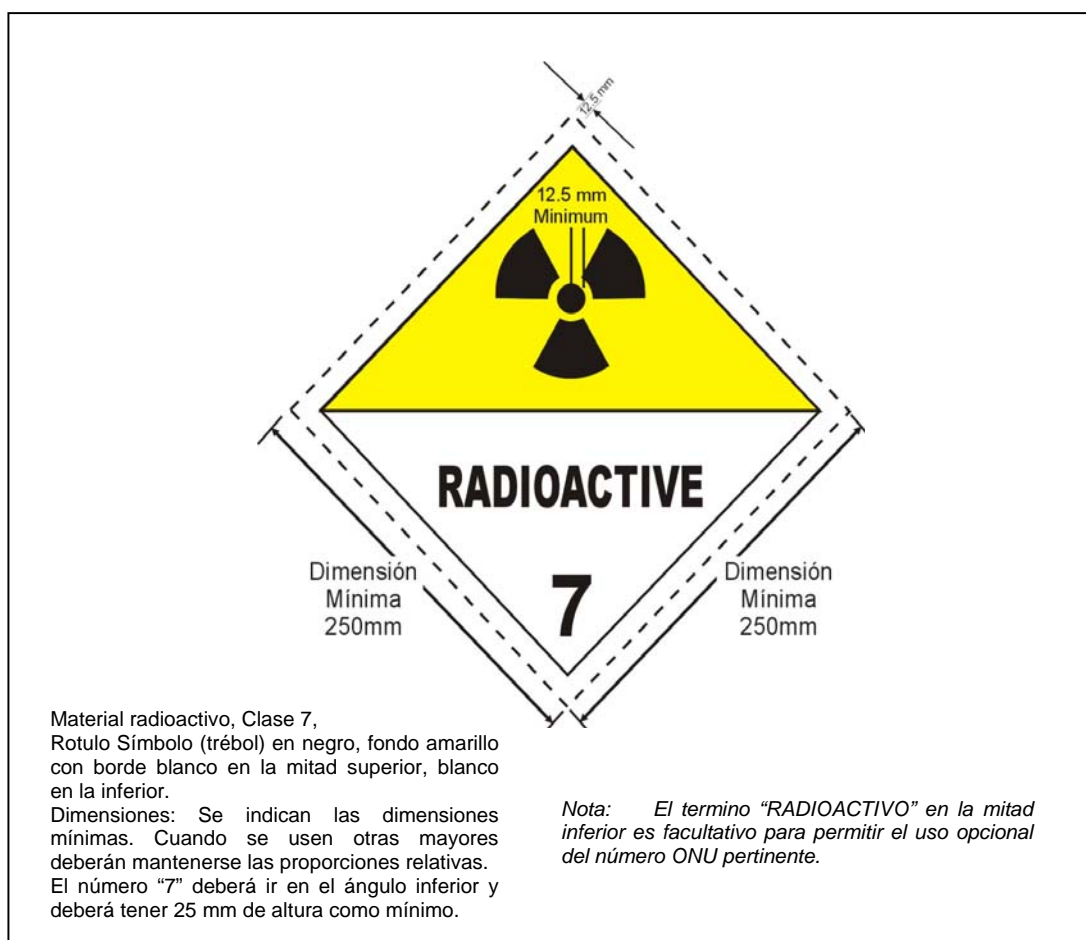 12.5 mm
12.5 mm
Minimum
RADIOACTIVE
7
Dimensión
Mínima
250mm
Dimensión
Mínima
250mm
Material radioactivo, Clase 7,
Rotulo Símbolo (trébol) en negro, fondo amarillo
con borde blanco en la mitad superior, blanco
en la inferior.
Dimensiones: Se indican las dimensiones
mínimas. Cuando se usen otras mayores
deberán mantenerse las proporciones relativas.
El número “7” deberá ir en el ángulo inferior y
deberá tener 25 mm de altura como mínimo.
Nota: El termino “RADIOACTIVO” en la mitad
inferior es facultativo para permitir el uso opcional
del número ONU pertinente.